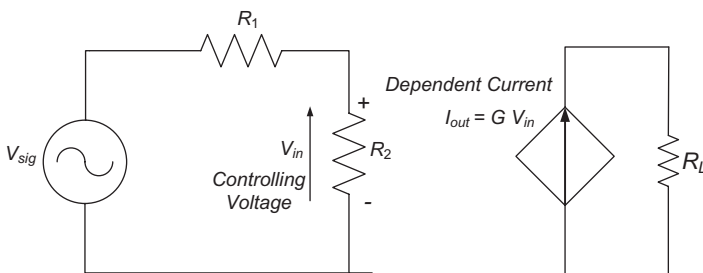 R1
Dependent Current
+
Iout = G Vin
Vsig
Vin
R2
RL
Controlling
Voltage
-